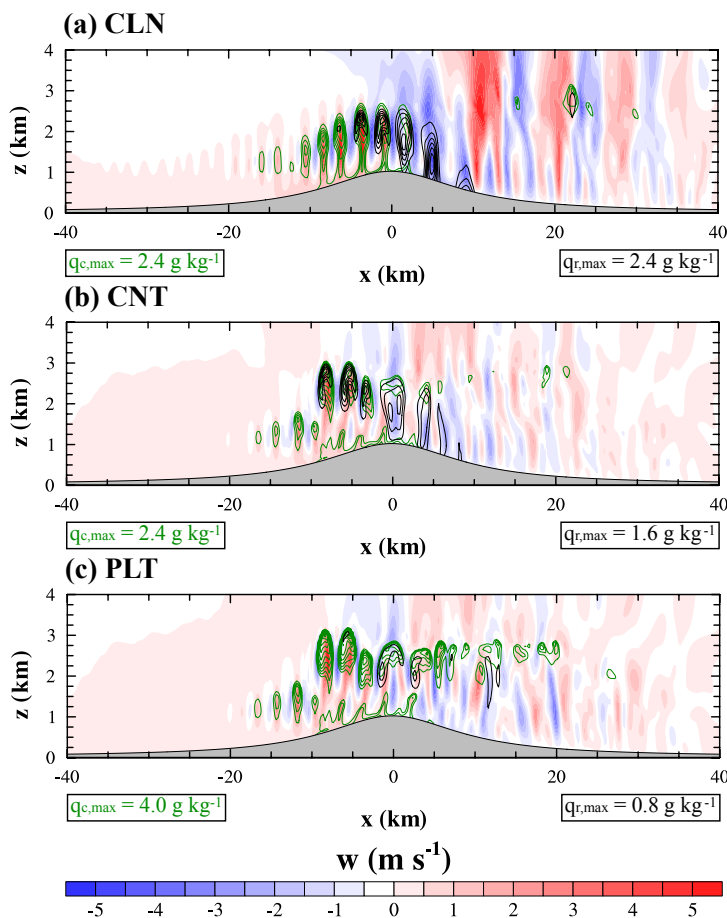 (a) CLN
z (km)
4
3
2
1
0
-40 -20 0 20 40
qc,max = 2.4 g kg-1
x (km)
qr,max = 2.4 g kg-1
(b) CNT
z (km)
4
3
2
1
0
-40 -20 0 20 40
qc,max = 2.4 g kg-1
x (km)
qr,max = 1.6 g kg-1
(c) PLT
z (km)
4
3
2
1
0
-40 -20 0 20 40
qc,max = 4.0 g kg-1
x (km)
qr,max = 0.8 g kg-1
w (m s-1)
-5 -4 -3 -2 -1 0 1 2 3 4 5